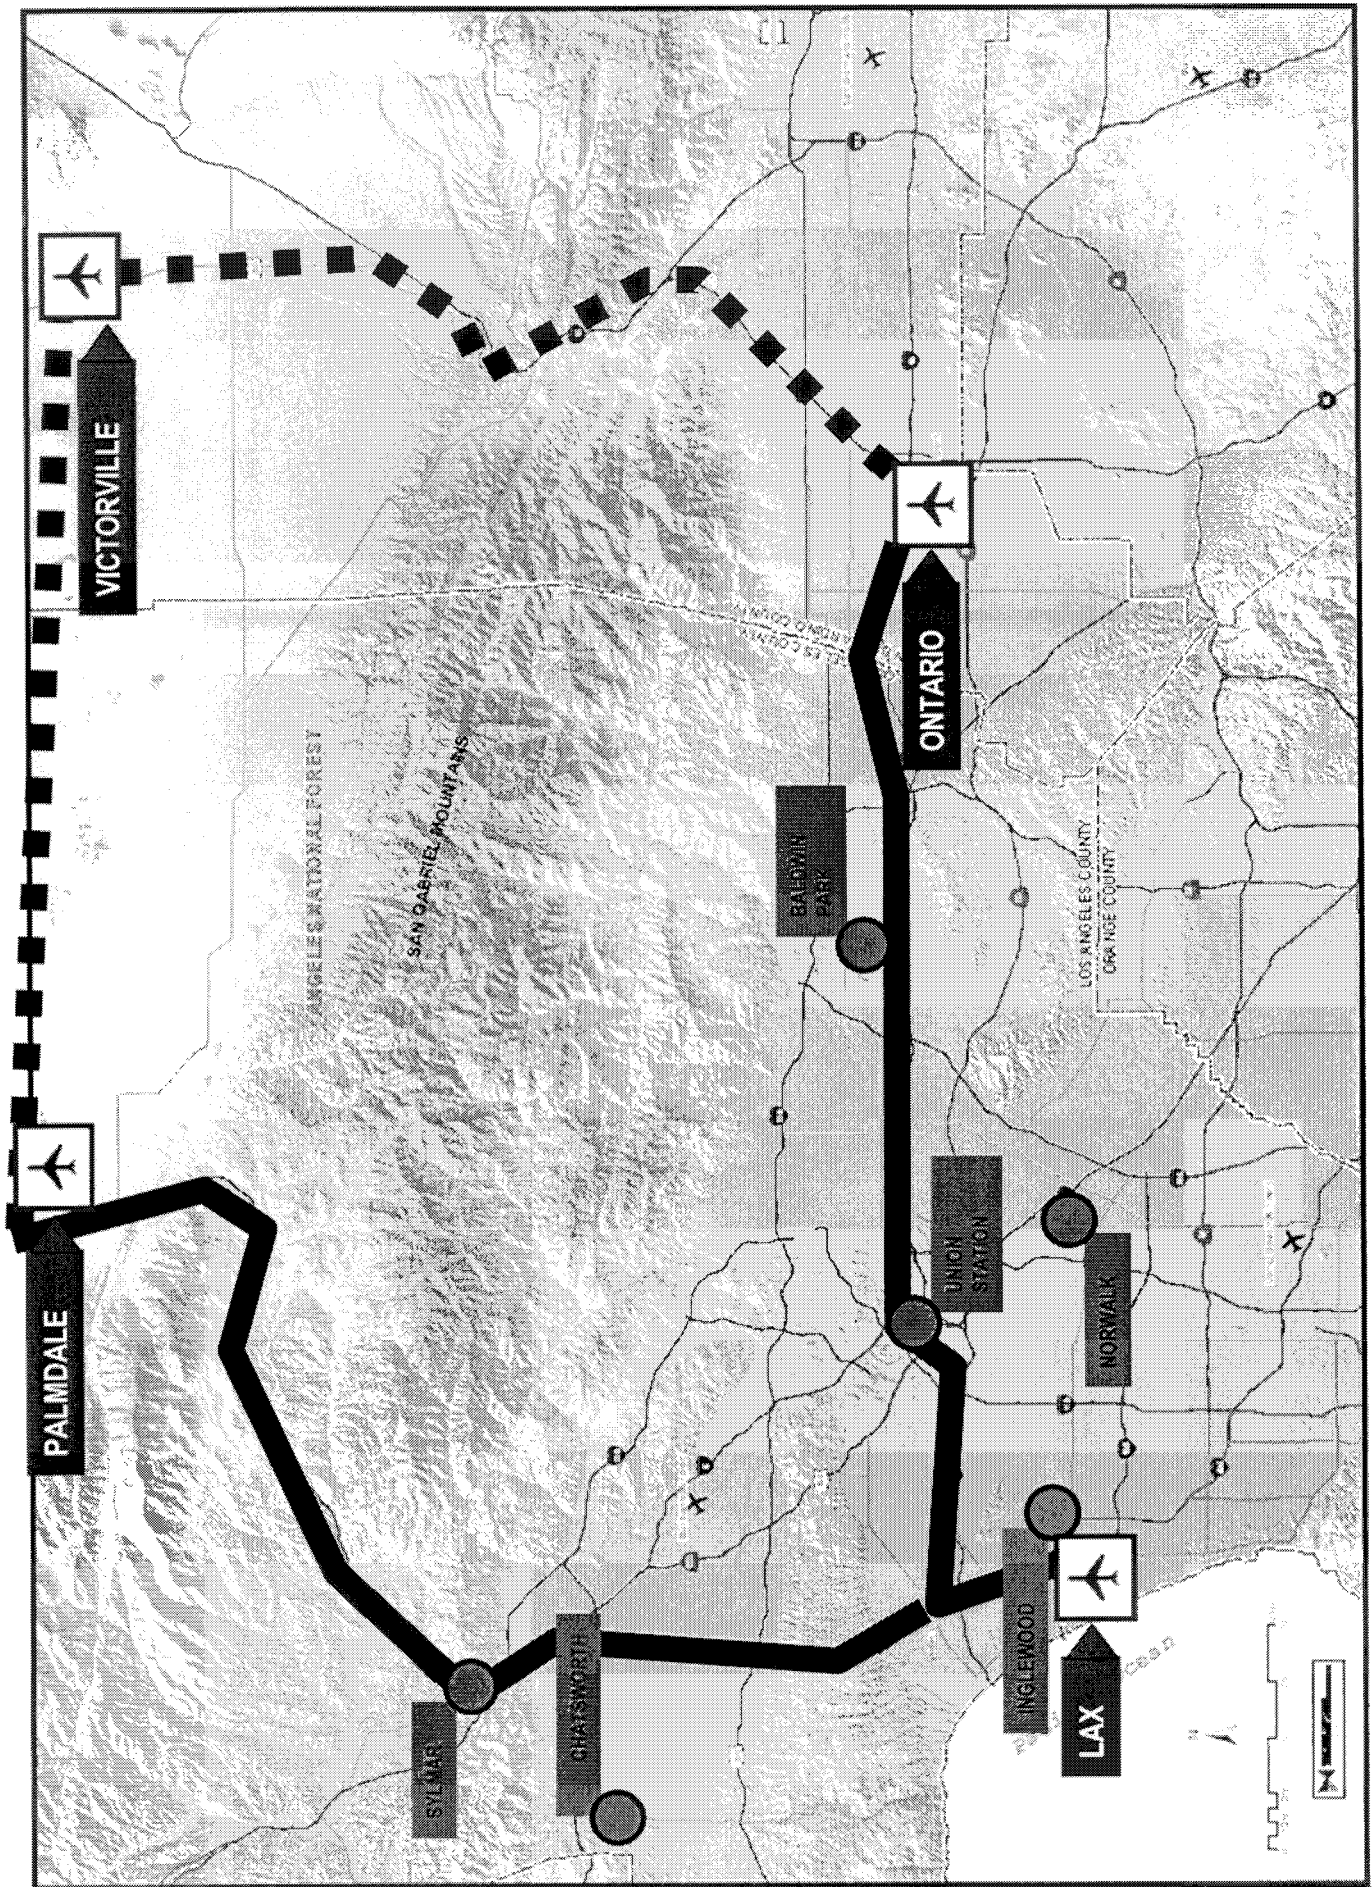 PALMDALE
VICTORVILLE
ANGELES NATIONAL FOREST
SAN GABRIEL MOUNTAINS
SYLMAR
CHATSWORTH
BALDWIN
PARK
ONTARIO
UNION
STATION
NORWALK
LOS ANGELES COUNTY
ORANGE COUNTY
INGLEWOOD
LAX